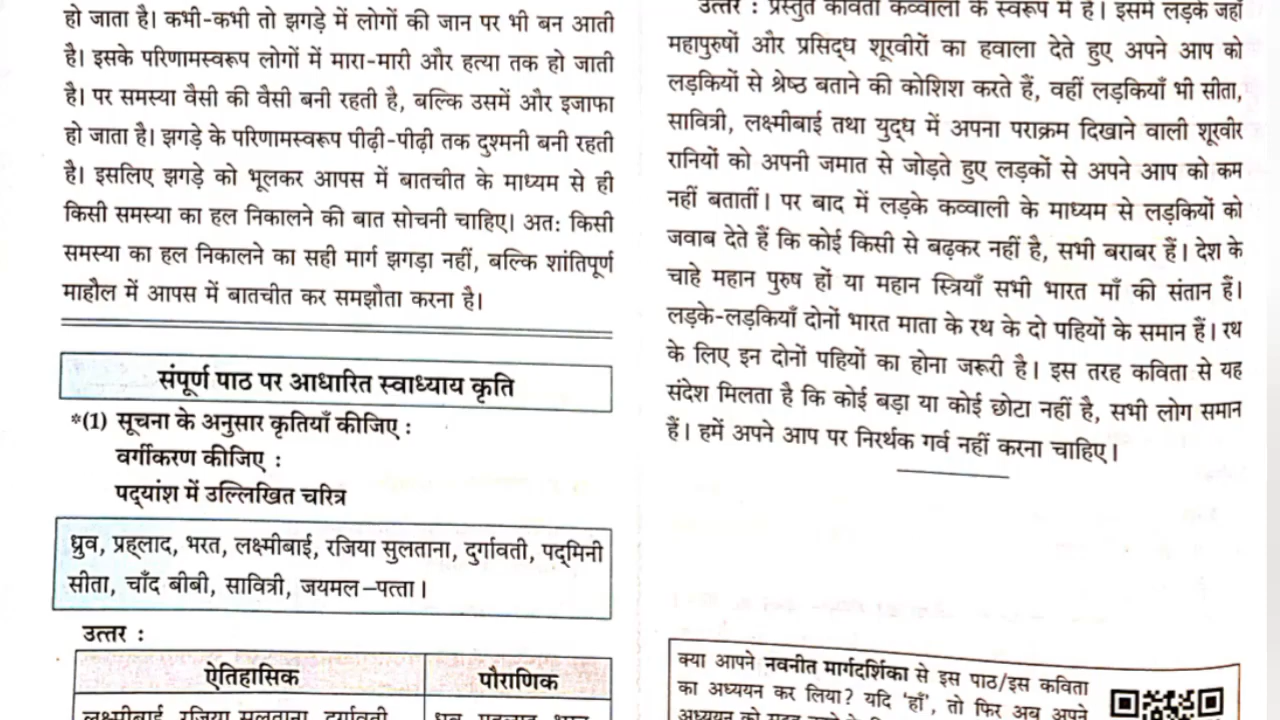 हो जाता है। कभी-कभी तो झगड़े में लोगों की जान पर भी बन आती
है। इसके परिणामस्वरूप लोगों में मारा-मारी और हत्या तक हो जाती
है। पर समस्या वैसी की वैसी बनी रहती है, बल्कि उसमें और इजाफा
हो जाता है। झगड़े के परिणामस्वरूप पीढ़ी-पीढ़ी तक दुश्मनी बनी रहती
है। इसलिए झगड़े को भूलकर आपस में बातचीत के माध्यम से ही
किसी समस्या का हल निकालने की बात सोचनी चाहिए। अतः किसी
समस्या का हल निकालने का सही मार्ग झगड़ा नहीं, बल्कि शांतिपूर्ण
माहौल में आपस में बातचीत कर समझौता करना है।
संपूर्ण पाठ पर आधारित स्वाध्याय कृति
*(1) सूचना के अनुसार कृतियाँ कीजिए :
वर्गीकरण कीजिए :
पद्यांश में उल्लिखित चरित्र
ध्रुव, प्रह्लाद, भरत, लक्ष्मीबाई, रजिया सुलताना, दुर्गावती, पद्मिनी
सीता, चाँद बीबी, सावित्री, जयमल–पत्ता।
उत्तर :
ऐतिहासिक पौराणिक
लक्ष्मीबाई, रजिया सुलताना, दुर्गावती, ध्रुव, प्रह्लाद, भरत,
उत्तर : प्रस्तुत कविता कव्वाली के स्वरूप में है। इसमें लड़के जहाँ
महापुरुषों और प्रसिद्ध शूरवीरों का हवाला देते हुए अपने आप को
लड़कियों से श्रेष्ठ बताने की कोशिश करते हैं, वहीं लड़कियाँ भी सीता,
सावित्री, लक्ष्मीबाई तथा युद्ध में अपना पराक्रम दिखाने वाली शूरवीर
रानियों को अपनी जमात से जोड़ते हुए लड़कों से अपने आप को कम
नहीं बतातीं। पर बाद में लड़के कव्वाली के माध्यम से लड़कियों को
जवाब देते हैं कि कोई किसी से बढ़कर नहीं है, सभी बराबर हैं। देश के
चाहे महान पुरुष हों या महान स्त्रियाँ सभी भारत माँ की संतान हैं।
लड़के-लड़कियाँ दोनों भारत माता के रथ के दो पहियों के समान हैं। रथ
के लिए इन दोनों पहियों का होना जरूरी है। इस तरह कविता से यह
संदेश मिलता है कि कोई बड़ा या कोई छोटा नहीं है, सभी लोग समान
हैं। हमें अपने आप पर निरर्थक गर्व नहीं करना चाहिए।
क्या आपने नवनीत मार्गदर्शिका से इस पाठ/इस कविता
का अध्ययन कर लिया? यदि 'हाँ', तो फिर अब अपने
अध्ययन को